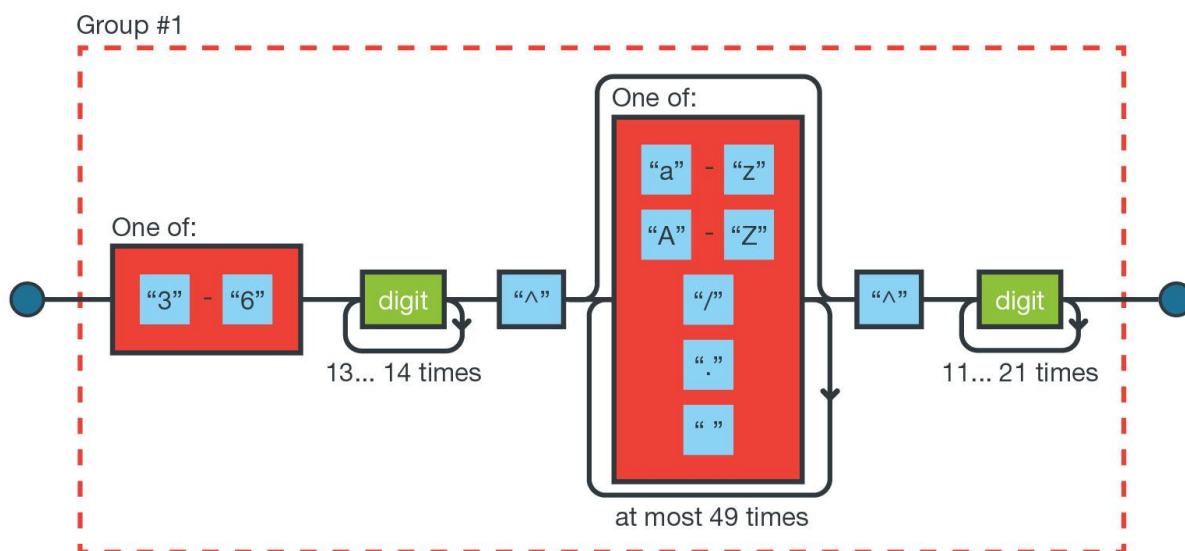 Group #1
One of:
“3” - “6”
digit
13... 14 times
“^”
One of:
“a” - “z”
“A” - “Z”
“/”
“.”
“ ”
at most 49 times
“^”
digit
11... 21 times